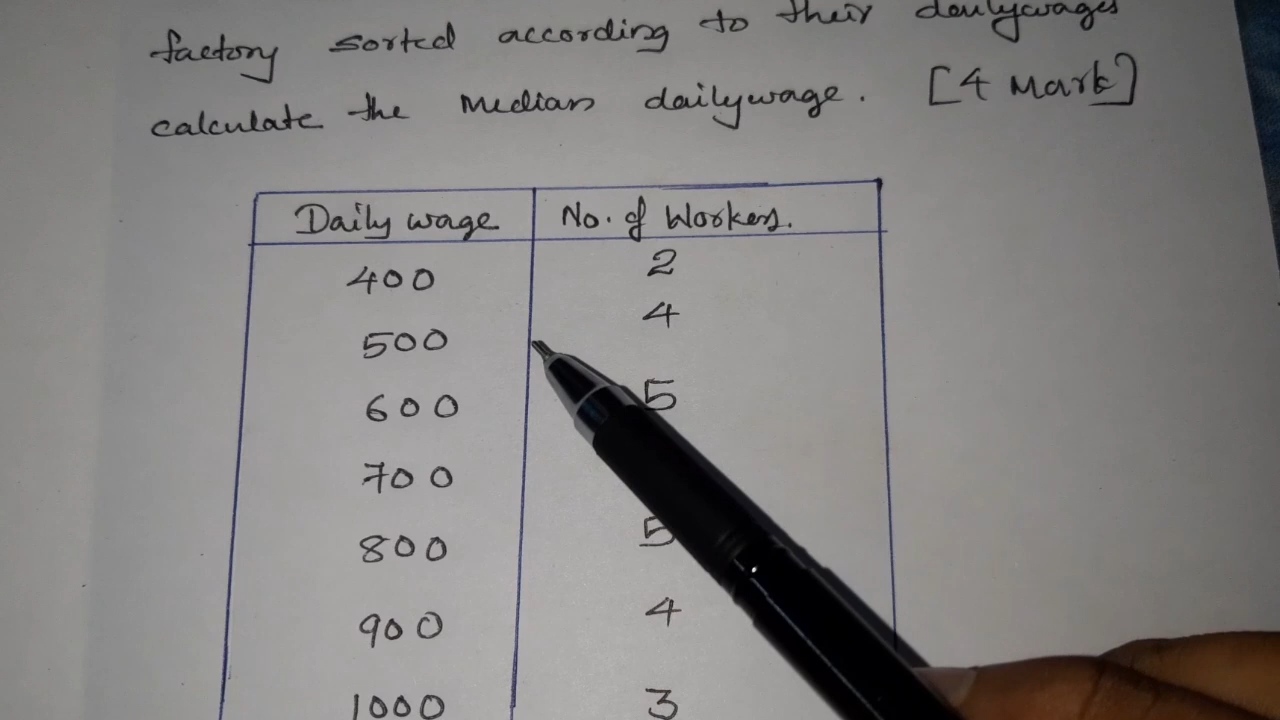 factory sorted according to their dailywages
calculate the Median dailywage. [4 Mark]
Daily wage No. of Workers.
400 2
500 4
600 5
700
800 5
900 4
1000 3